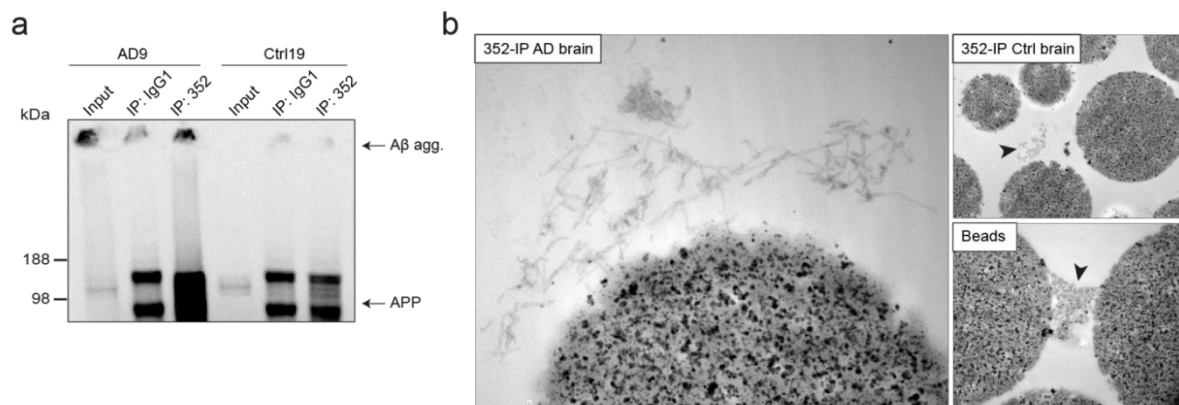 a
AD9
Ctrl19
Input
IP: IgG1
IP: 352
Input
IP: IgG1
IP: 352
kDa
Aβ agg.
188
98
APP
b
352-IP AD brain
352-IP Ctrl brain
Beads